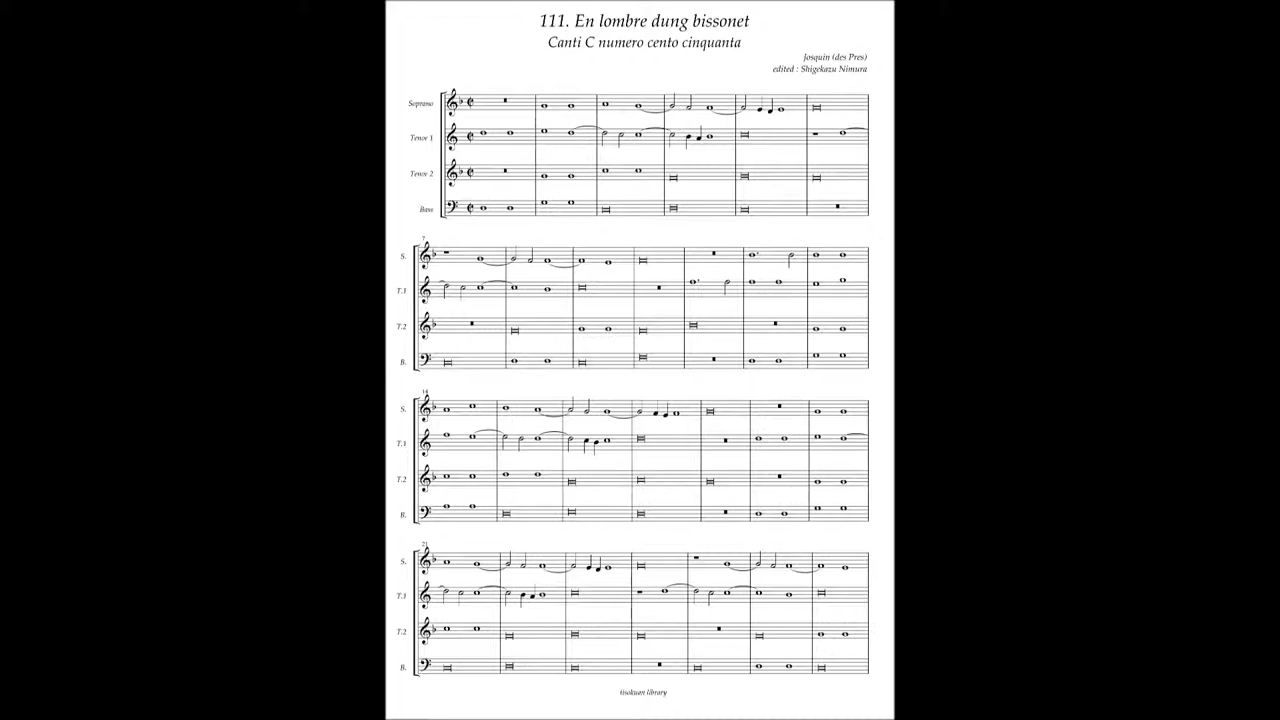 111. En lombre dung bissonet
Canti C numero cento cinquanta
Josquin (des Pres)
edited : Shigekazu Nimura
Soprano
Tenor 1
Tenor 2
Bass
7
S.
T.1
T.2
B.
14
S.
T.1
T.2
B.
21
S.
T.1
T.2
B.
tisokuan library